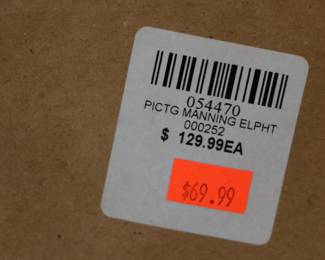 054470
PICTG MANNING ELPHT
000252
$ 129.99EA
$69.99